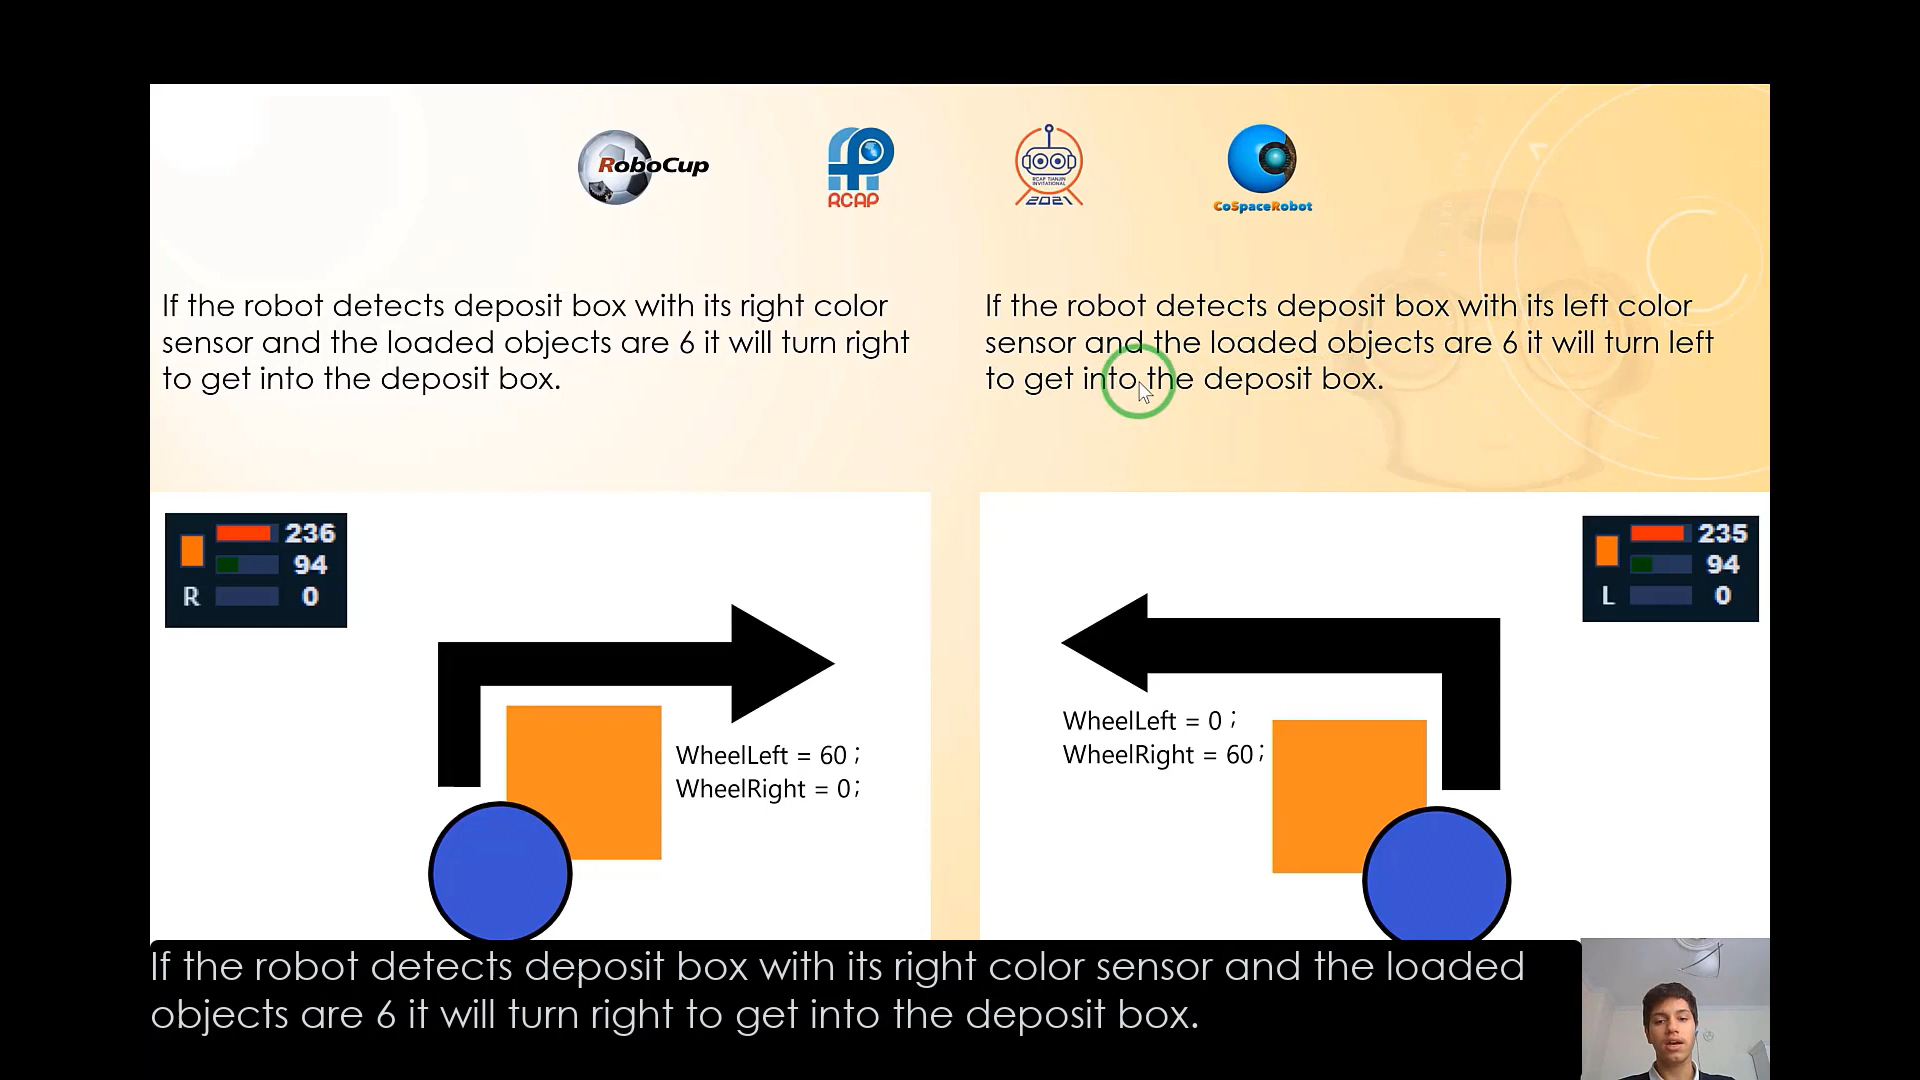 RoboCup
RCAP
RCAP TIANJIN
INVITATIONAL
2021
CoSpaceRobot
If the robot detects deposit box with its right color
sensor and the loaded objects are 6 it will turn right
to get into the deposit box.
If the robot detects deposit box with its left color
sensor and the loaded objects are 6 it will turn left
to get into the deposit box.
236
94
R 0
WheelLeft = 60 ;
WheelRight = 0;
235
94
L 0
WheelLeft = 0 ;
WheelRight = 60;
If the robot detects deposit box with its right color sensor and the loaded
objects are 6 it will turn right to get into the deposit box.